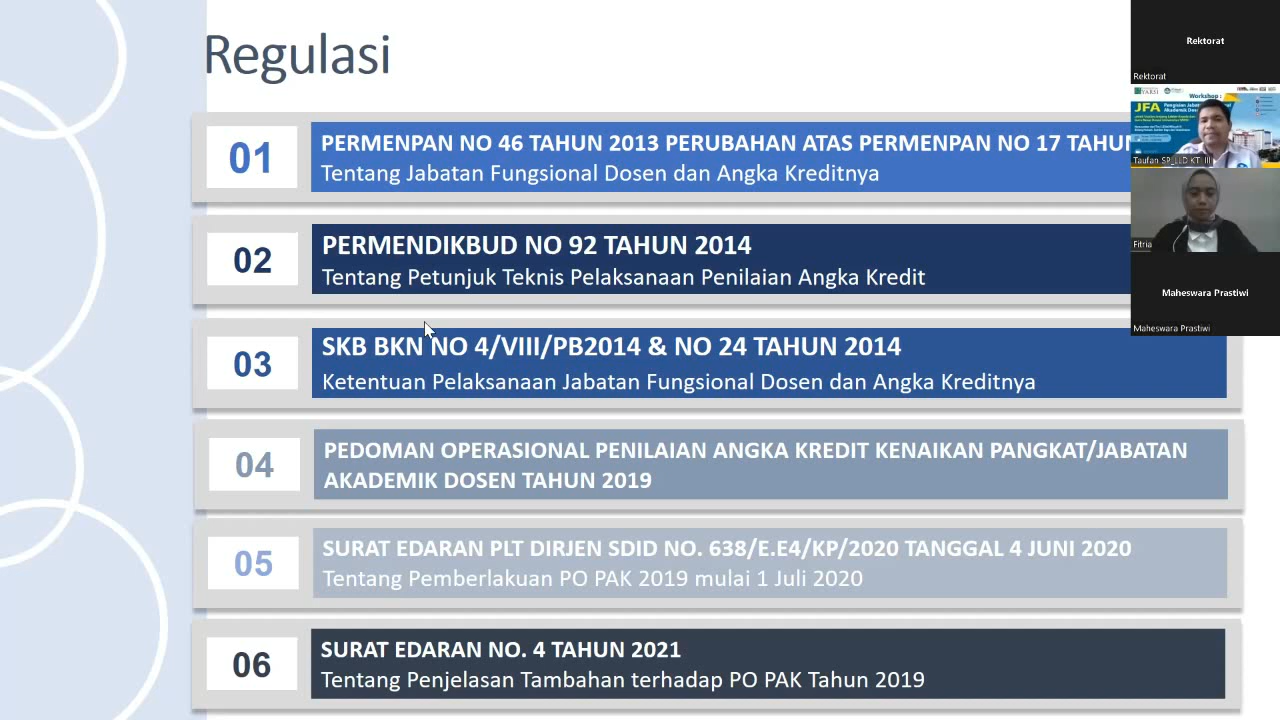 Regulasi
01
PERMENPAN NO 46 TAHUN 2013 PERUBAHAN ATAS PERMENPAN NO 17 TAHUN
Tentang Jabatan Fungsional Dosen dan Angka Kreditnya
02
PERMENDIKBUD NO 92 TAHUN 2014
Tentang Petunjuk Teknis Pelaksanaan Penilaian Angka Kredit
03
SKB BKN NO 4/VIII/PB2014 & NO 24 TAHUN 2014
Ketentuan Pelaksanaan Jabatan Fungsional Dosen dan Angka Kreditnya
04
PEDOMAN OPERASIONAL PENILAIAN ANGKA KREDIT KENAIKAN PANGKAT/JABATAN
AKADEMIK DOSEN TAHUN 2019
05
SURAT EDARAN PLT DIRJEN SDID NO. 638/E.E4/KP/2020 TANGGAL 4 JUNI 2020
Tentang Pemberlakuan PO PAK 2019 mulai 1 Juli 2020
06
SURAT EDARAN NO. 4 TAHUN 2021
Tentang Penjelasan Tambahan terhadap PO PAK Tahun 2019
Rektorat
Rektorat
YARSI
Workshop :
JFA
Akademik
Fitria
Maheswara Prastiwi
Maheswara Prastiwi